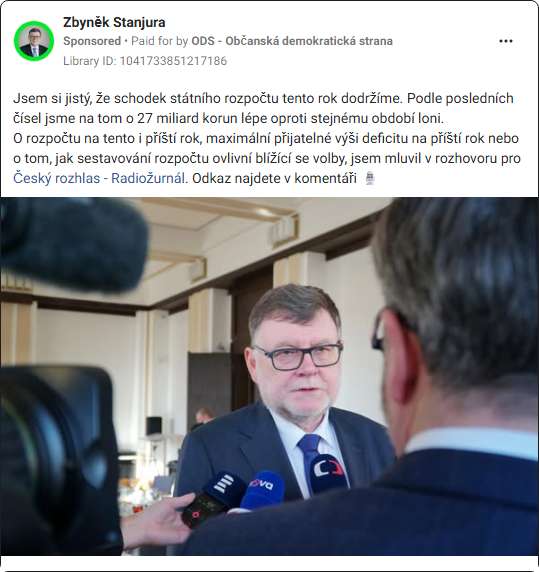 Zbyněk Stanjura
Sponsored • Paid for by ODS - Občanská demokratická strana
Library ID: 1041733851217186
Jsem si jistý, že schodek státního rozpočtu tento rok dodržíme. Podle posledních
čísel jsme na tom o 27 miliard korun lépe oproti stejnému období loni.
O rozpočtu na tento i příští rok, maximální přijatelné výši deficitu na příští rok nebo
o tom, jak sestavování rozpočtu ovlivní blížící se volby, jsem mluvil v rozhovoru pro
Český rozhlas - Radiožurnál. Odkaz najdete v komentáři 🎙️
nova